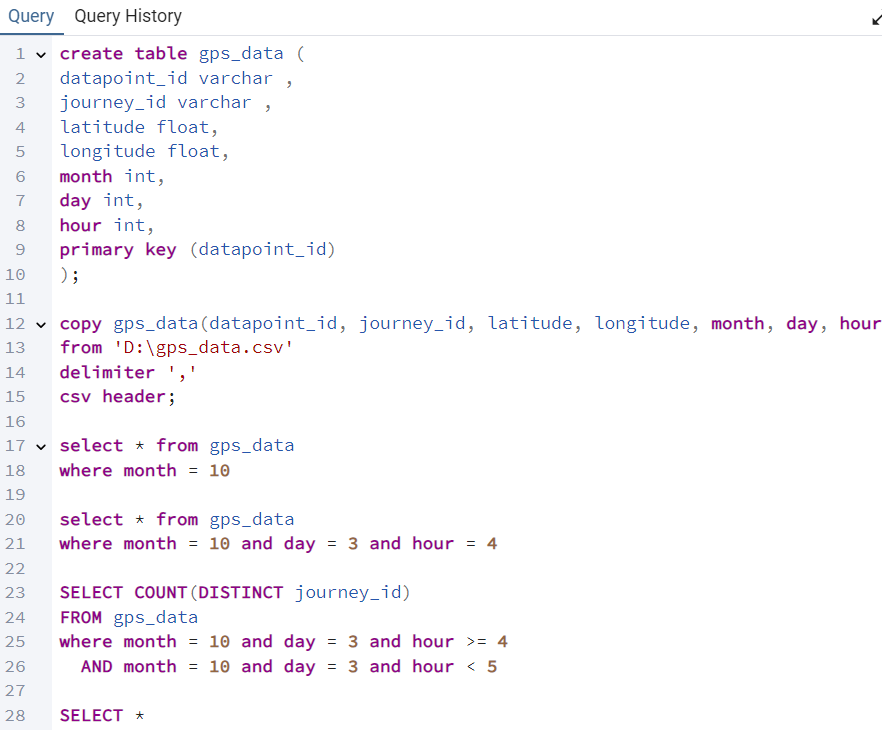 Query Query History
1 create table gps_data (
2 datapoint_id varchar ,
3 journey_id varchar ,
4 latitude float,
5 longitude float,
6 month int,
7 day int,
8 hour int,
9 primary key (datapoint_id)
10 );
11
12 copy gps_data(datapoint_id, journey_id, latitude, longitude, month, day, hour
13 from 'D:\gps_data.csv'
14 delimiter ','
15 csv header;
16
17 select * from gps_data
18 where month = 10
19
20 select * from gps_data
21 where month = 10 and day = 3 and hour = 4
22
23 SELECT COUNT(DISTINCT journey_id)
24 FROM gps_data
25 where month = 10 and day = 3 and hour >= 4
26 AND month = 10 and day = 3 and hour < 5
27
28 SELECT *